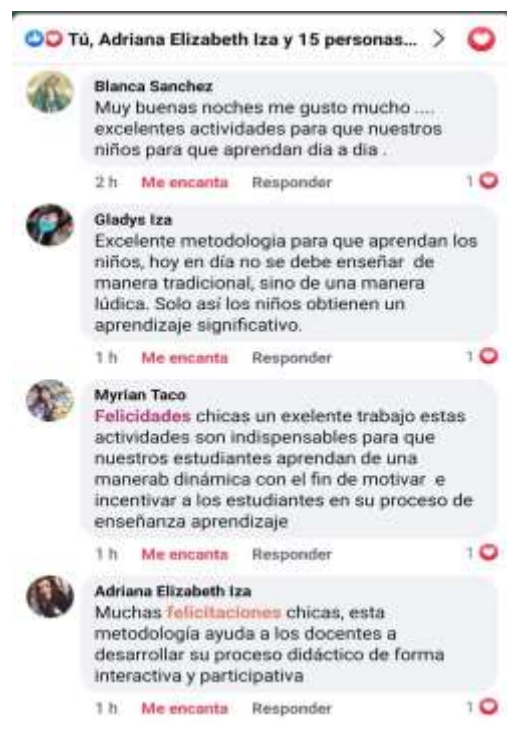 Tú, Adriana Elizabeth Iza y 15 personas...
Blanca Sanchez
Muy buenas noches me gusto mucho ....
excelentes actividades para que nuestros
niños para que aprendan dia a dia .
2 h Me encanta Responder 1
Gladys Iza
Excelente metodologia para que aprendan los
niños, hoy en día no se debe enseñar de
manera tradicional, sino de una manera
lúdica. Solo así los niños obtienen un
aprendizaje significativo.
1 h Me encanta Responder 1
Myrian Taco
Felicidades chicas un exelente trabajo estas
actividades son indispensables para que
nuestros estudiantes aprendan de una
manerab dinámica con el fin de motivar e
incentivar a los estudiantes en su proceso de
enseñanza aprendizaje
1 h Me encanta Responder 1
Adriana Elizabeth Iza
Muchas felicitaciones chicas, esta
metodología ayuda a los docentes a
desarrollar su proceso didáctico de forma
interactiva y participativa
1 h Me encanta Responder 1